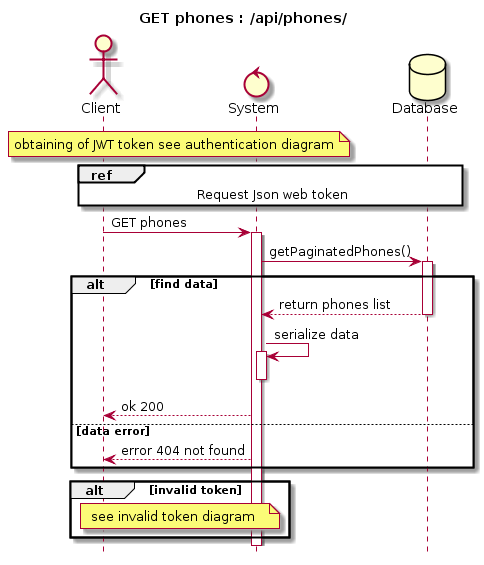 GET phones : /api/phones/
Client
System
Database
obtaining of JWT token see authentication diagram
ref
Request Json web token
GET phones
getPaginatedPhones()
alt [find data]
return phones list
serialize data
ok 200
[data error]
error 404 not found
alt [invalid token]
see invalid token diagram